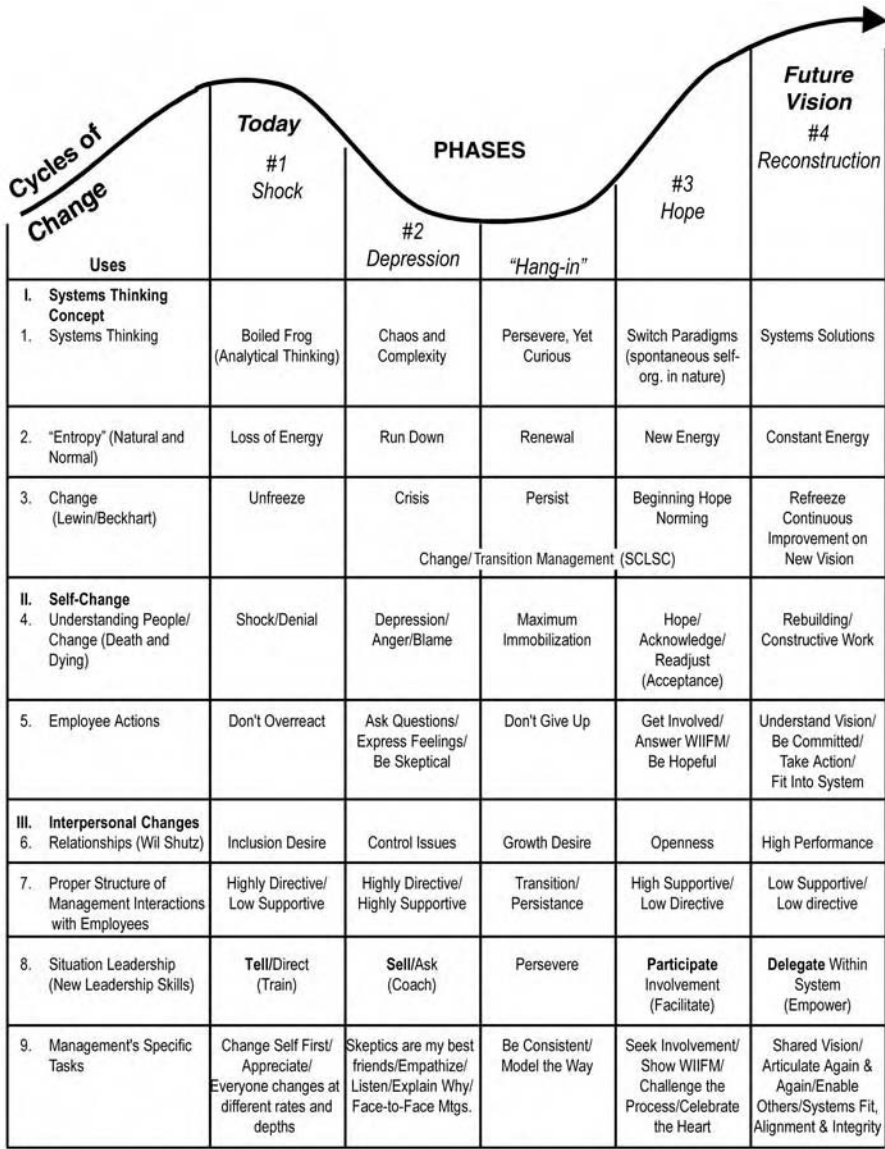 Cycles of
Change
Today
#1
Shock
PHASES
#2
Depression
“Hang-in”
#3
Hope
Future
Vision
#4
Reconstruction
Uses
I. Systems Thinking
Concept
1. Systems Thinking
Boiled Frog
(Analytical Thinking)
Chaos and
Complexity
Persevere, Yet
Curious
Switch Paradigms
(spontaneous self-
org. in nature)
Systems Solutions
2. “Entropy” (Natural and
Normal)
Loss of Energy
Run Down
Renewal
New Energy
Constant Energy
3. Change
(Lewin/Beckhart)
Unfreeze
Crisis
Persist
Beginning Hope
Norming
Refreeze
Continuous
Improvement on
New Vision
Change/Transition Management (SCLSC)
II. Self-Change
4. Understanding People/
Change (Death and
Dying)
Shock/Denial
Depression/
Anger/Blame
Maximum
Immobilization
Hope/
Acknowledge/
Readjust
(Acceptance)
Rebuilding/
Constructive Work
5. Employee Actions
Don't Overreact
Ask Questions/
Express Feelings/
Be Skeptical
Don't Give Up
Get Involved/
Answer WIIFM/
Be Hopeful
Understand Vision/
Be Committed/
Take Action/
Fit Into System
III. Interpersonal Changes
6. Relationships (Wil Shutz)
Inclusion Desire
Control Issues
Growth Desire
Openness
High Performance
7. Proper Structure of
Management Interactions
with Employees
Highly Directive/
Low Supportive
Highly Directive/
Highly Supportive
Transition/
Persistance
High Supportive/
Low Directive
Low Supportive/
Low directive
8. Situation Leadership
(New Leadership Skills)
Tell/Direct
(Train)
Sell/Ask
(Coach)
Persevere
Participate
Involvement
(Facilitate)
Delegate Within
System
(Empower)
9. Management's Specific
Tasks
Change Self First/
Appreciate/
Everyone changes at
different rates and
depths
Skeptics are my best
friends/Empathize/
Listen/Explain Why/
Face-to-Face Mtgs.
Be Consistent/
Model the Way
Seek Involvement/
Show WIIFM/
Challenge the
Process/Celebrate
the Heart
Shared Vision/
Articulate Again &
Again/Enable
Others/Systems Fit,
Alignment & Integrity